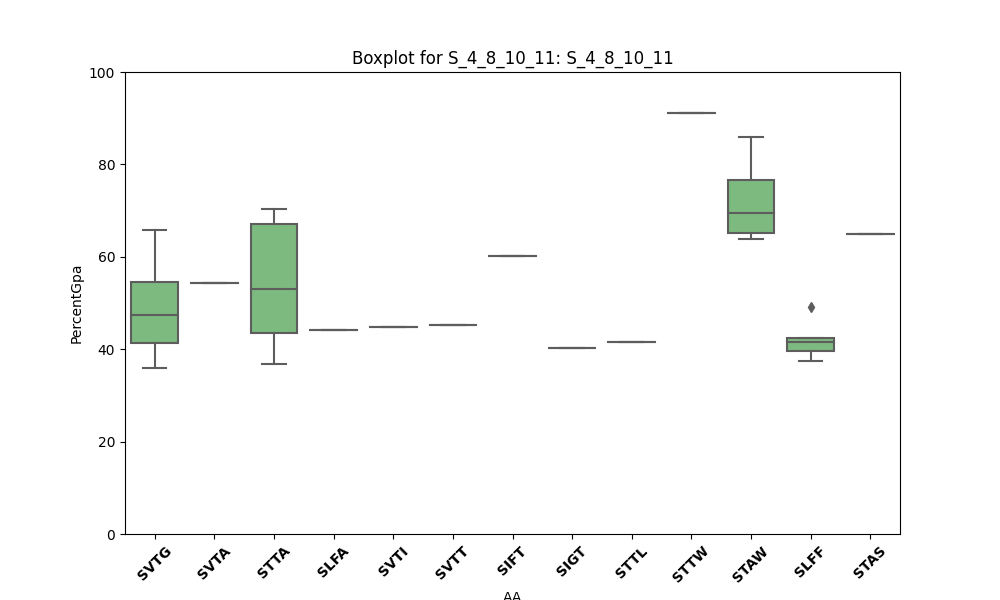 Boxplot for S_4_8_10_11: S_4_8_10_11
100
80
60
40
20
0
PercentGpa
SVTG SVTA STTA SLFA SVTI SVTT SIFT SIGT STTL STTW STAW SLFF STAS
AA